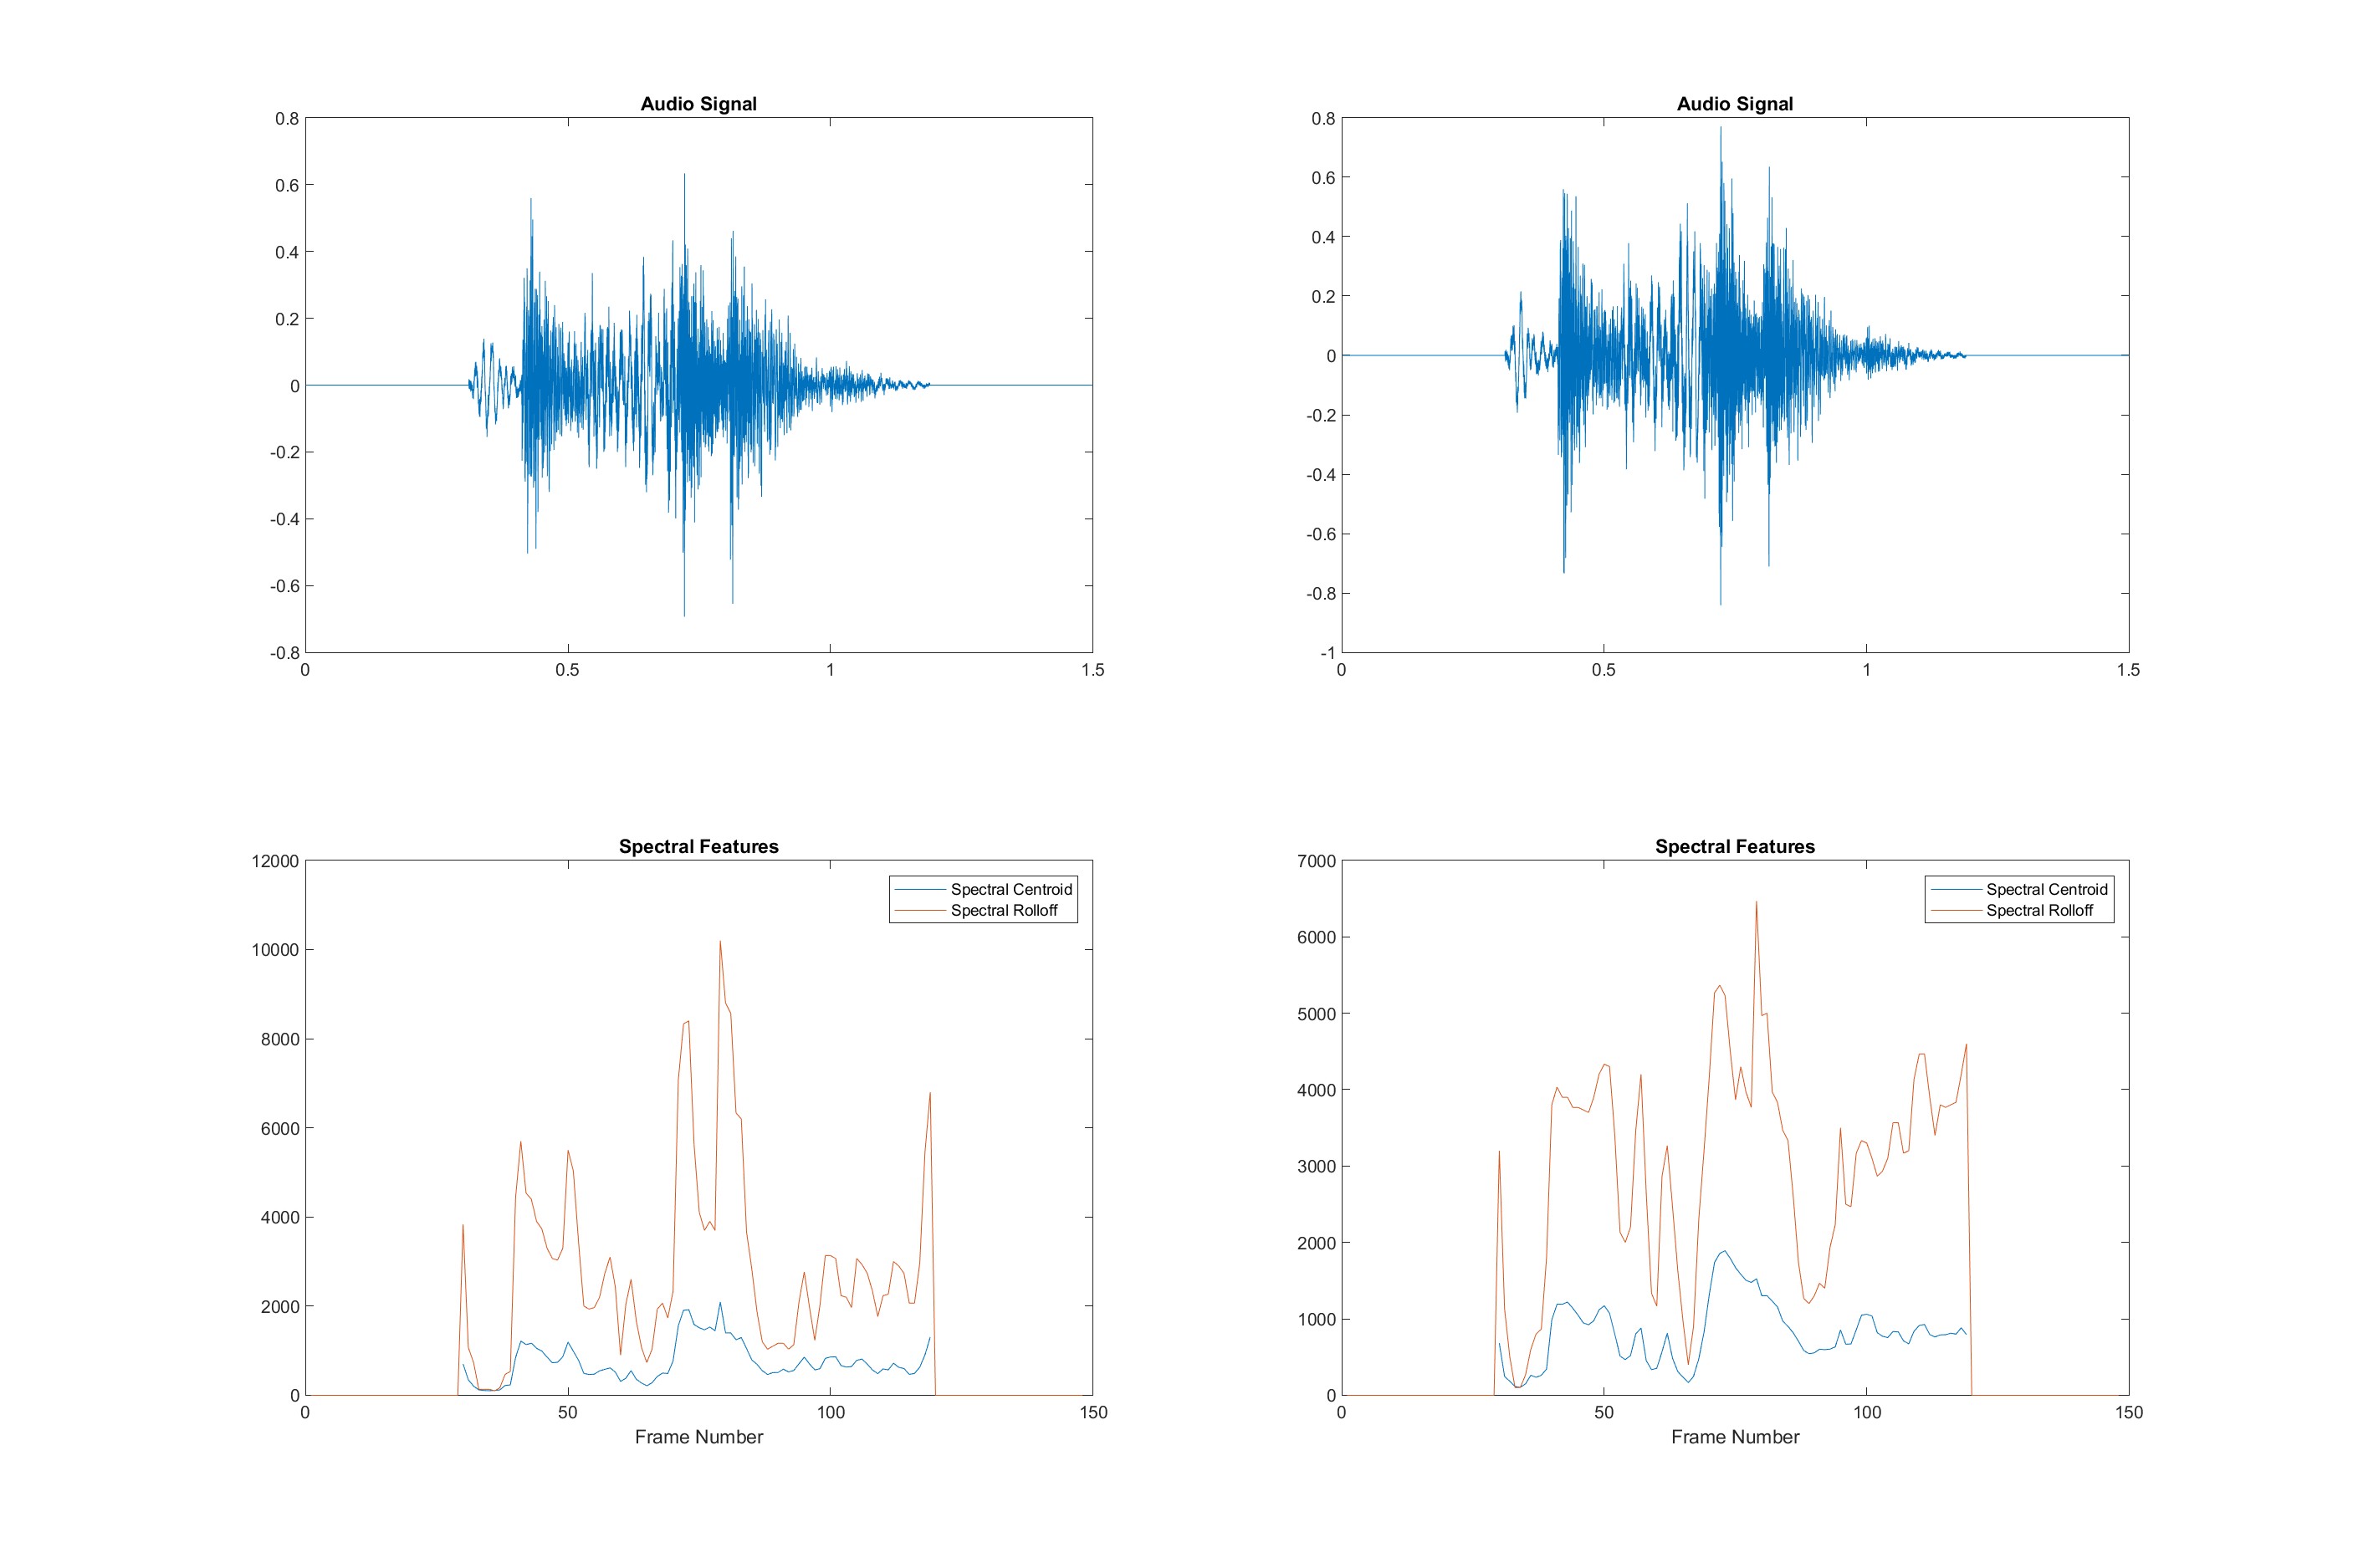 Audio Signal
0.8
0.6
0.4
0.2
0
-0.2
-0.4
-0.6
-0.8
0 0.5 1 1.5
Audio Signal
0.8
0.6
0.4
0.2
0
-0.2
-0.4
-0.6
-0.8
-1
0 0.5 1 1.5
Spectral Features
12000
10000
8000
6000
4000
2000
0
0 50 100 150
Spectral Centroid
Spectral Rolloff
Frame Number
Spectral Features
7000
6000
5000
4000
3000
2000
1000
0
0 50 100 150
Spectral Centroid
Spectral Rolloff
Frame Number